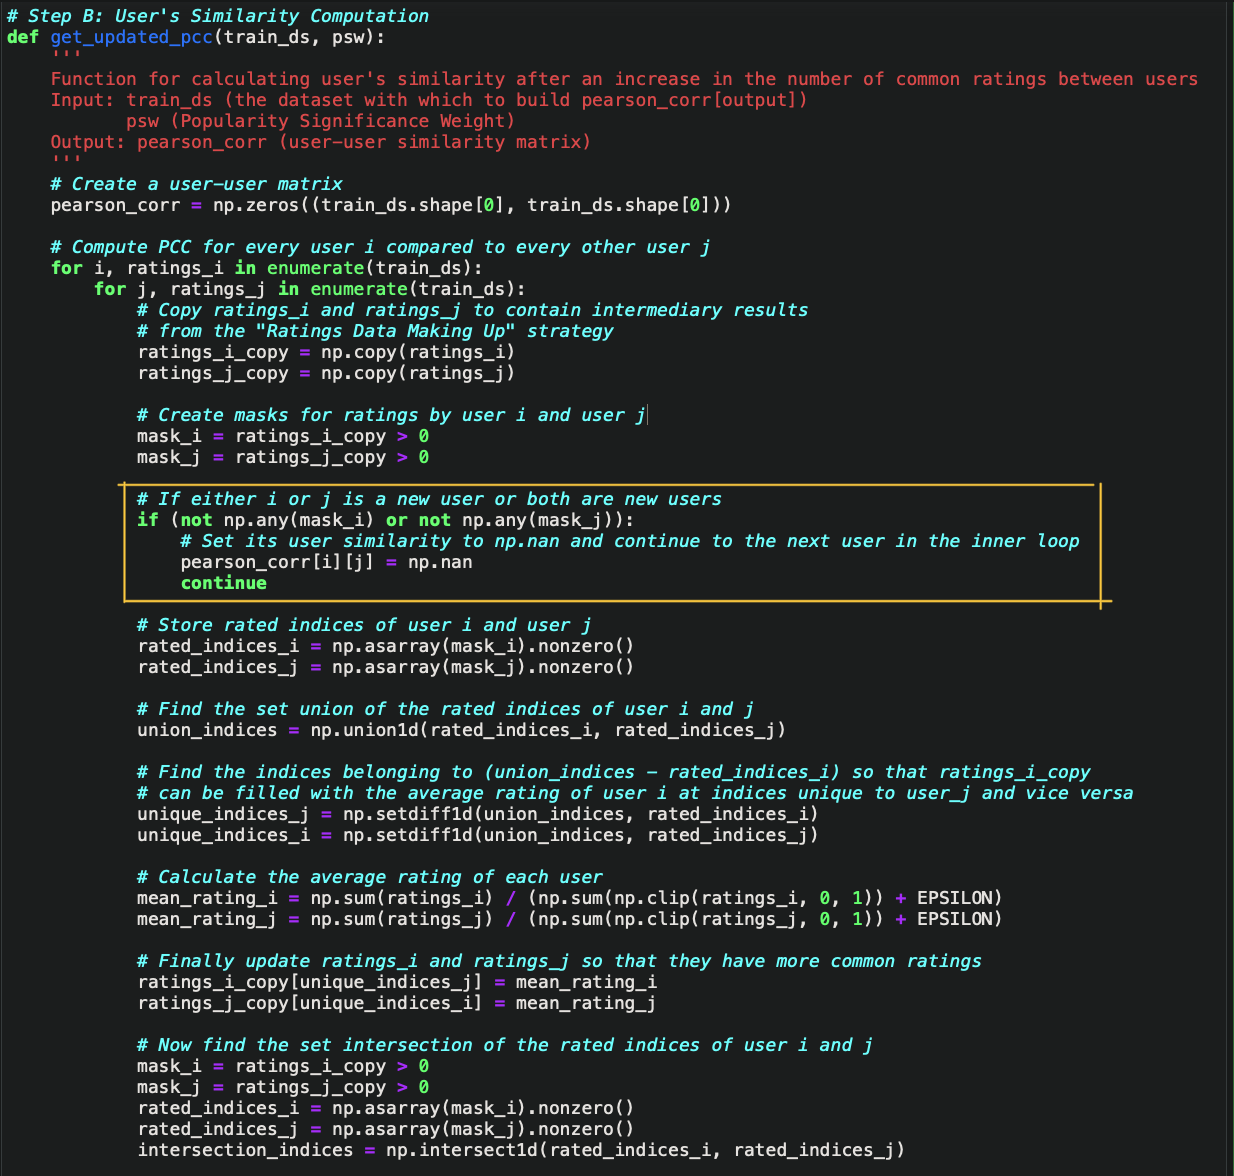 # Step B: User's Similarity Computation
def get_updated_pcc(train_ds, psw):
    '''
    Function for calculating user's similarity after an increase in the number of common ratings between users
    Input: train_ds (the dataset with which to build pearson_corr[output])
           psw (Popularity Significance Weight)
    Output: pearson_corr (user-user similarity matrix)
    '''
    # Create a user-user matrix
    pearson_corr = np.zeros((train_ds.shape[0], train_ds.shape[0]))

    # Compute PCC for every user i compared to every other user j
    for i, ratings_i in enumerate(train_ds):
        for j, ratings_j in enumerate(train_ds):
            # Copy ratings_i and ratings_j to contain intermediary results
            # from the "Ratings Data Making Up" strategy
            ratings_i_copy = np.copy(ratings_i)
            ratings_j_copy = np.copy(ratings_j)

            # Create masks for ratings by user i and user j
            mask_i = ratings_i_copy > 0
            mask_j = ratings_j_copy > 0

            # If either i or j is a new user or both are new users
            if (not np.any(mask_i) or not np.any(mask_j)):
                # Set its user similarity to np.nan and continue to the next user in the inner loop
                pearson_corr[i][j] = np.nan
                continue

            # Store rated indices of user i and user j
            rated_indices_i = np.asarray(mask_i).nonzero()
            rated_indices_j = np.asarray(mask_j).nonzero()

            # Find the set union of the rated indices of user i and j
            union_indices = np.union1d(rated_indices_i, rated_indices_j)

            # Find the indices belonging to (union_indices - rated_indices_i) so that ratings_i_copy
            # can be filled with the average rating of user i at indices unique to user_j and vice versa
            unique_indices_j = np.setdiff1d(union_indices, rated_indices_i)
            unique_indices_i = np.setdiff1d(union_indices, rated_indices_j)

            # Calculate the average rating of each user
            mean_rating_i = np.sum(ratings_i) / (np.sum(np.clip(ratings_i, 0, 1)) + EPSILON)
            mean_rating_j = np.sum(ratings_j) / (np.sum(np.clip(ratings_j, 0, 1)) + EPSILON)

            # Finally update ratings_i and ratings_j so that they have more common ratings
            ratings_i_copy[unique_indices_j] = mean_rating_i
            ratings_j_copy[unique_indices_i] = mean_rating_j

            # Now find the set intersection of the rated indices of user i and j
            mask_i = ratings_i_copy > 0
            mask_j = ratings_j_copy > 0
            rated_indices_i = np.asarray(mask_i).nonzero()
            rated_indices_j = np.asarray(mask_j).nonzero()
            intersection_indices = np.intersect1d(rated_indices_i, rated_indices_j)